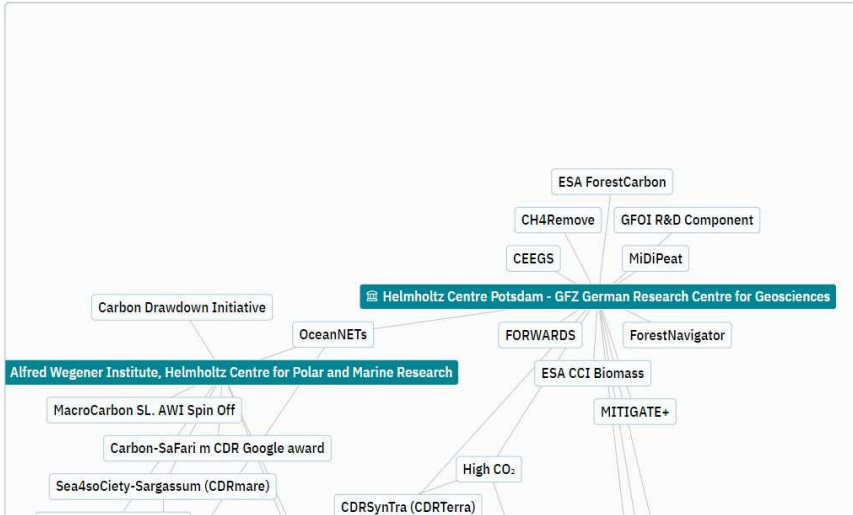 ESA ForestCarbon
CH4Remove
GFOI R&D Component
CEEGS
MiDiPeat
Helmholtz Centre Potsdam - GFZ German Research Centre for Geosciences
Carbon Drawdown Initiative
OceanNETs
FORWARDS
ForestNavigator
Alfred Wegener Institute, Helmholtz Centre for Polar and Marine Research
ESA CCI Biomass
MacroCarbon SL. AWI Spin Off
MITIGATE+
Carbon-SaFari m CDR Google award
High CO₂
Sea4soCiety-Sargassum (CDRmare)
CDRSynTra (CDRTerra)